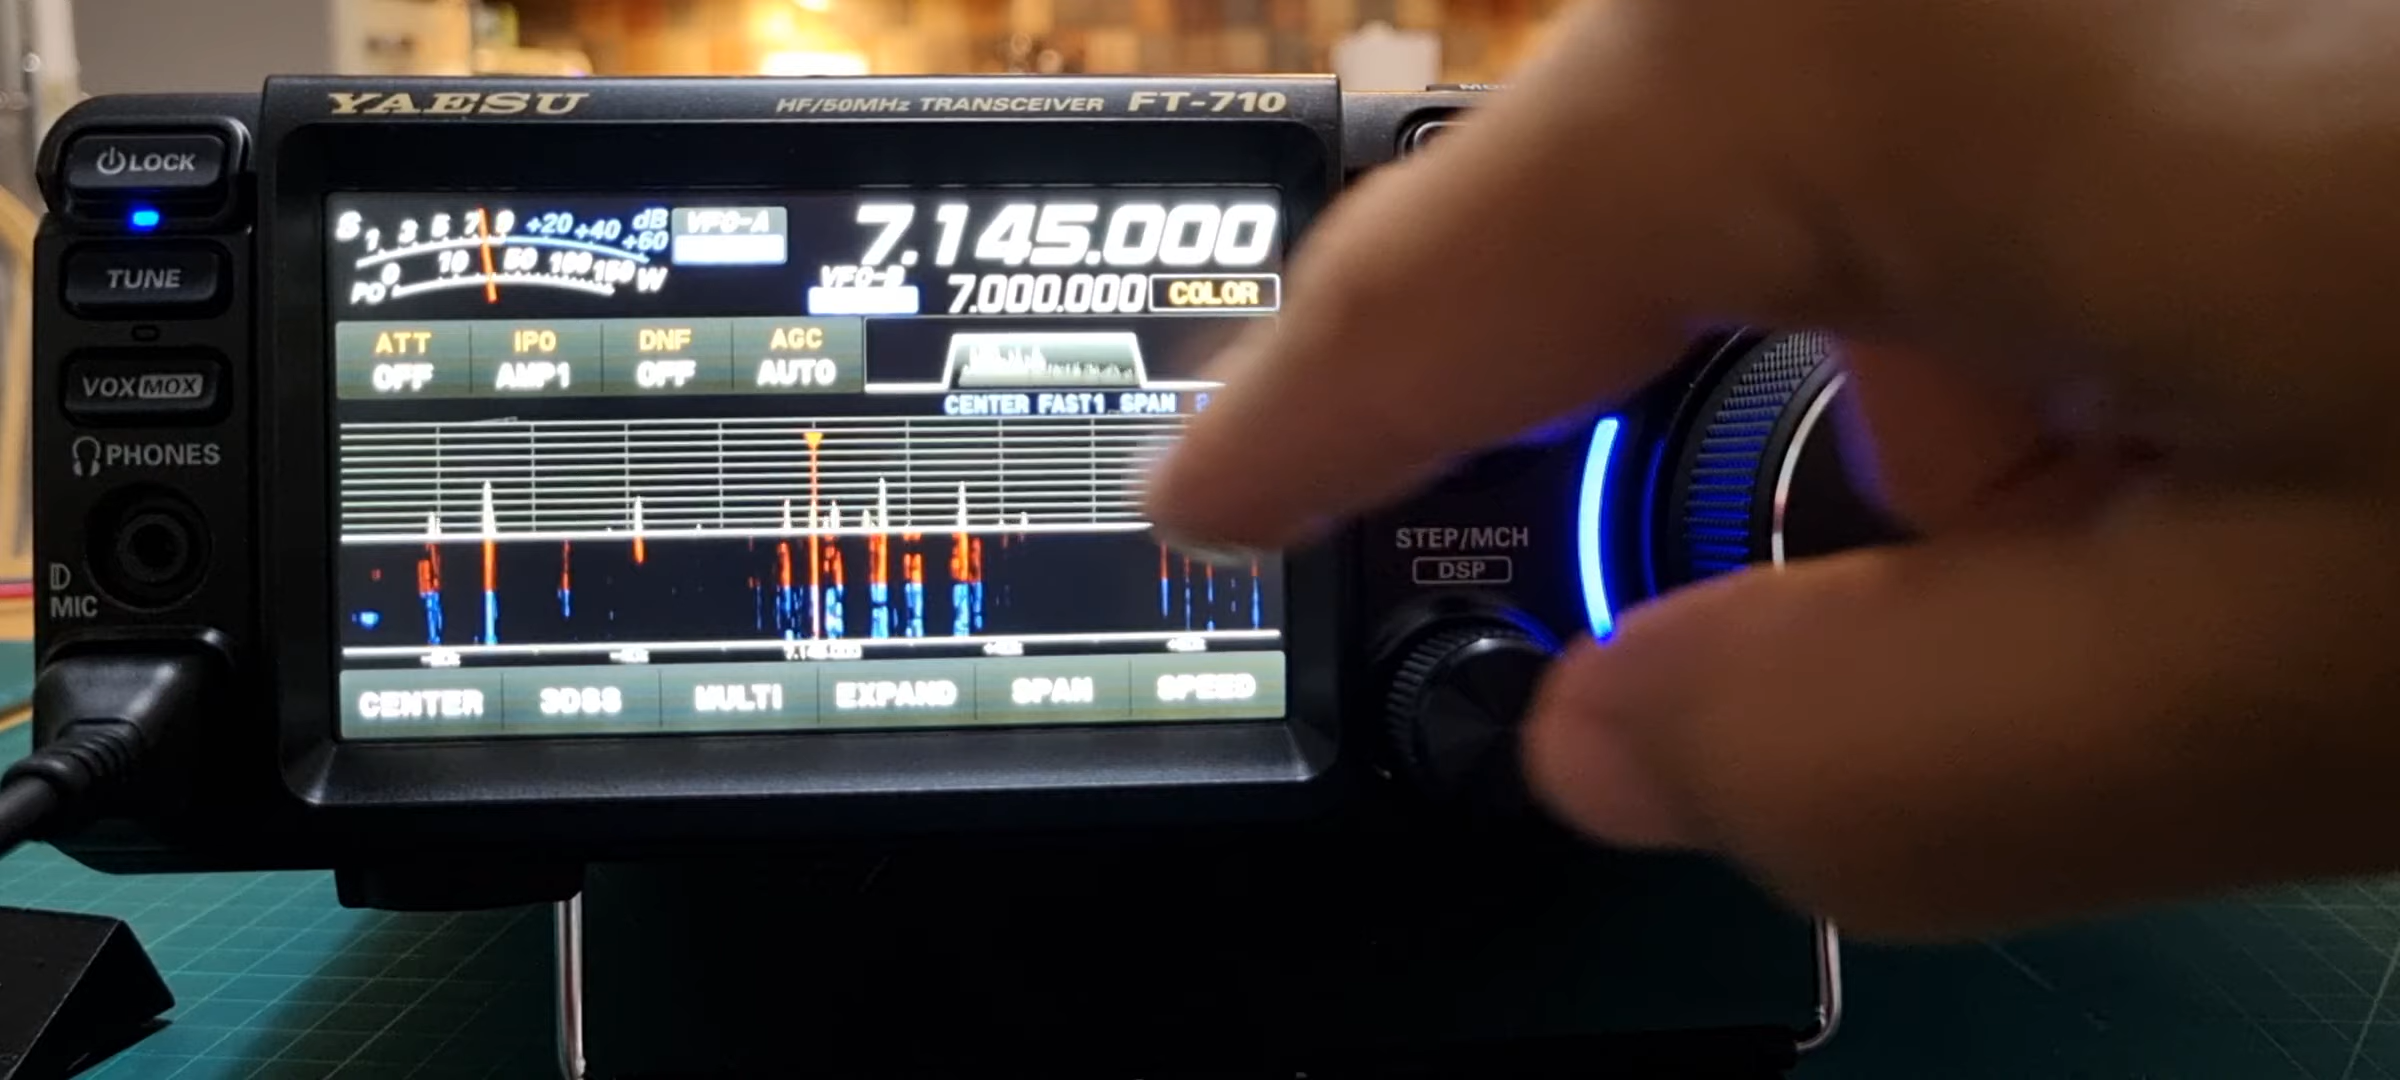 YAESU HF/50MHz TRANSCEIVER FT-710
LOCK
TUNE
VOX MOX
PHONES
MIC
S 1 3 5 7 9 +20 +40 +60 dB
PO 0 10 50 100 150 W
VFO-A
7.145.000
VFO-B
7.000.000
COLOR
ATT IPO DNF AGC
OFF AMP1 OFF AUTO
CENTER FAST1 SPAN
CENTER 3DSS MULTI EXPAND SPAN SPEED
STEP/MCH
DSP